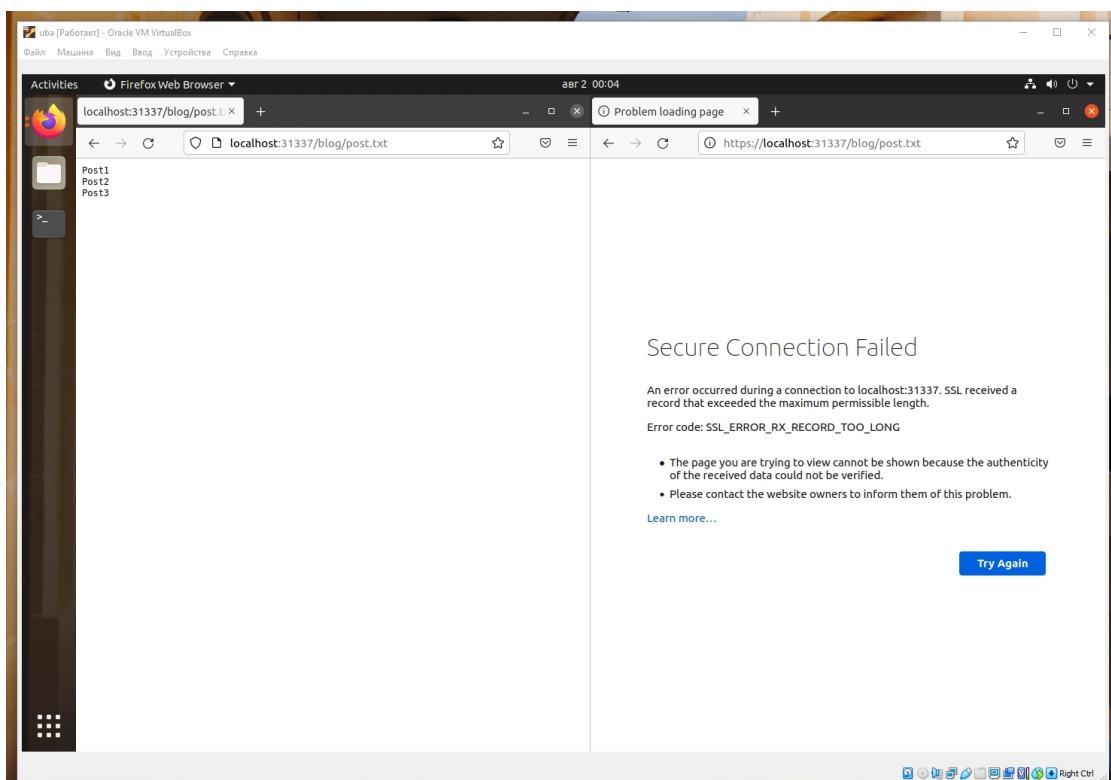 uba [Работает] - Oracle VM VirtualBox
Файл Машина Вид Ввод Устройства Справка
Activities Firefox Web Browser авг 2 00:04
localhost:31337/blog/post.t
localhost:31337/blog/post.txt
Post1
Post2
Post3
Problem loading page
https://localhost:31337/blog/post.txt
Secure Connection Failed
An error occurred during a connection to localhost:31337. SSL received a
record that exceeded the maximum permissible length.
Error code: SSL_ERROR_RX_RECORD_TOO_LONG
• The page you are trying to view cannot be shown because the authenticity
of the received data could not be verified.
• Please contact the website owners to inform them of this problem.
Learn more…
Try Again
Right Ctrl